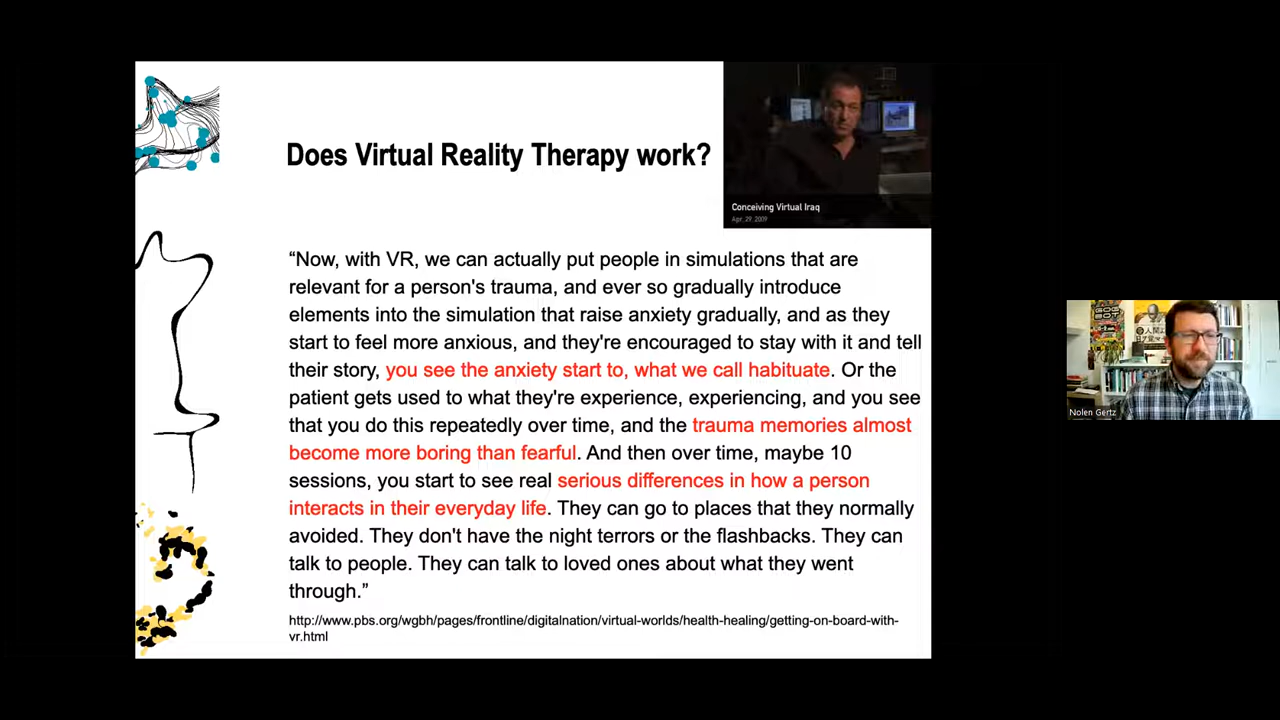 Does Virtual Reality Therapy work?
Conceiving Virtual Iraq
Apr. 29. 2009
“Now, with VR, we can actually put people in simulations that are
relevant for a person's trauma, and ever so gradually introduce
elements into the simulation that raise anxiety gradually, and as they
start to feel more anxious, and they're encouraged to stay with it and tell
their story, you see the anxiety start to, what we call habituate. Or the
patient gets used to what they're experience, experiencing, and you see
that you do this repeatedly over time, and the trauma memories almost
become more boring than fearful. And then over time, maybe 10
sessions, you start to see real serious differences in how a person
interacts in their everyday life. They can go to places that they normally
avoided. They don't have the night terrors or the flashbacks. They can
talk to people. They can talk to loved ones about what they went
through.”
http://www.pbs.org/wgbh/pages/frontline/digitalnation/virtual-worlds/health-healing/getting-on-board-with-
vr.html
Nolen Gertz